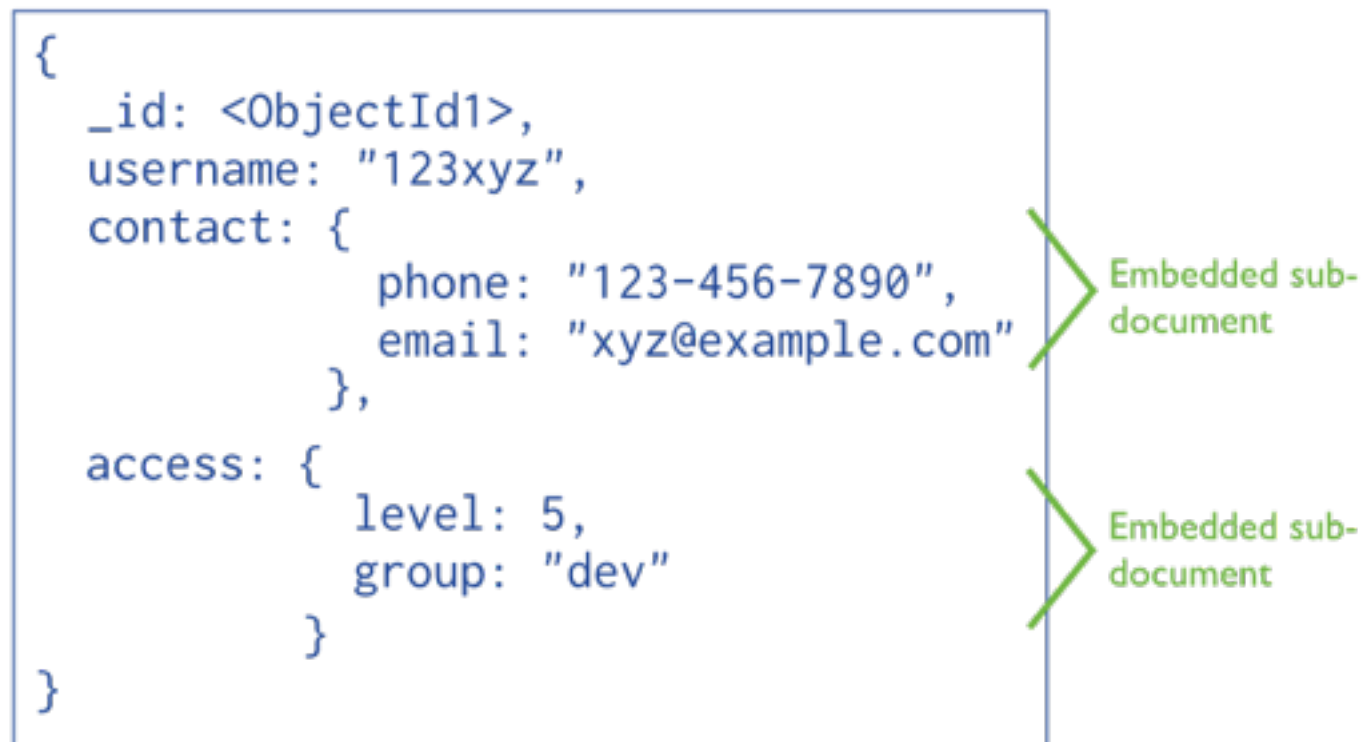 {
_id: <ObjectId1>,
username: "123xyz",
contact: {
phone: "123-456-7890",
email: "xyz@example.com"
},
access: {
level: 5,
group: "dev"
}
}
Embedded sub-
document
Embedded sub-
document